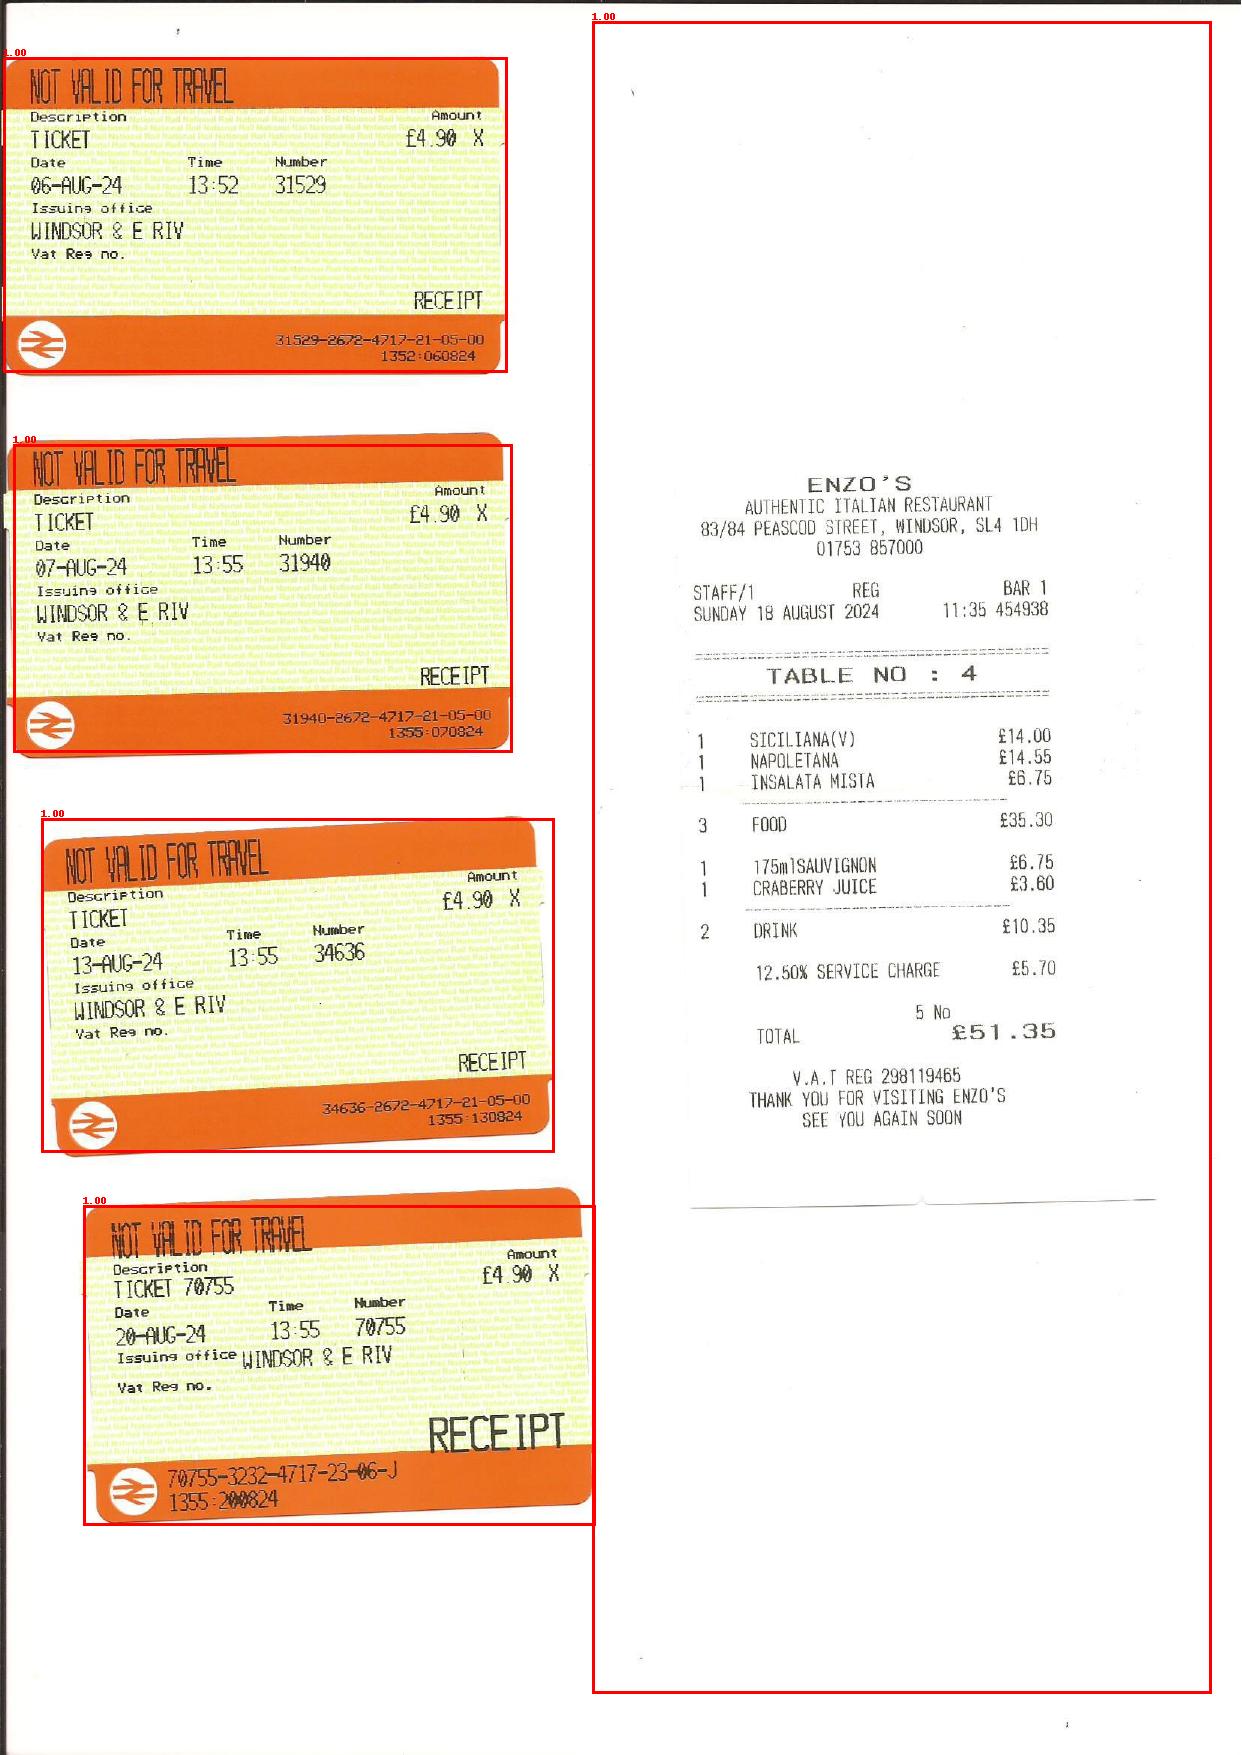 1.00
NOT VALID FOR TRAVEL
Description Amount
TICKET £4.90 X
Date Time Number
06-AUG-24 13:52 31529
Issuing office
WINDSOR & E RIV
Vat Reg no.
RECEIPT
31529-2672-4717-21-05-00
1352:060824
1.00
NOT VALID FOR TRAVEL
Description Amount
TICKET £4.90 X
Date Time Number
07-AUG-24 13:55 31940
Issuing office
WINDSOR & E RIV
Vat Reg no.
RECEIPT
31940-2672-4717-21-05-00
1355:070824
1.00
NOT VALID FOR TRAVEL
Description Amount
TICKET £4.90 X
Date Time Number
13-AUG-24 13:55 34636
Issuing office
WINDSOR & E RIV
Vat Reg no.
RECEIPT
34636-2672-4717-21-05-00
1355:130824
1.00
NOT VALID FOR TRAVEL
Description Amount
TICKET 70755 £4.90 X
Date Time Number
20-AUG-24 13:55 70755
Issuing office WINDSOR & E RIV
Vat Reg no.
RECEIPT
70755-3232-4717-23-06-J
1355:200824
1.00
ENZO'S
AUTHENTIC ITALIAN RESTAURANT
83/84 PEASCOD STREET, WINDSOR, SL4 1DH
01753 857000
STAFF/1 REG BAR 1
SUNDAY 18 AUGUST 2024 11:35 454938
TABLE NO : 4
1 SICILIANA(V) £14.00
1 NAPOLETANA £14.55
1 INSALATA MISTA £6.75
3 FOOD £35.30
1 175mlSAUVIGNON £6.75
1 CRABERRY JUICE £3.60
2 DRINK £10.35
12.50% SERVICE CHARGE £5.70
5 No
TOTAL £51.35
V.A.T REG 298119465
THANK YOU FOR VISITING ENZO'S
SEE YOU AGAIN SOON